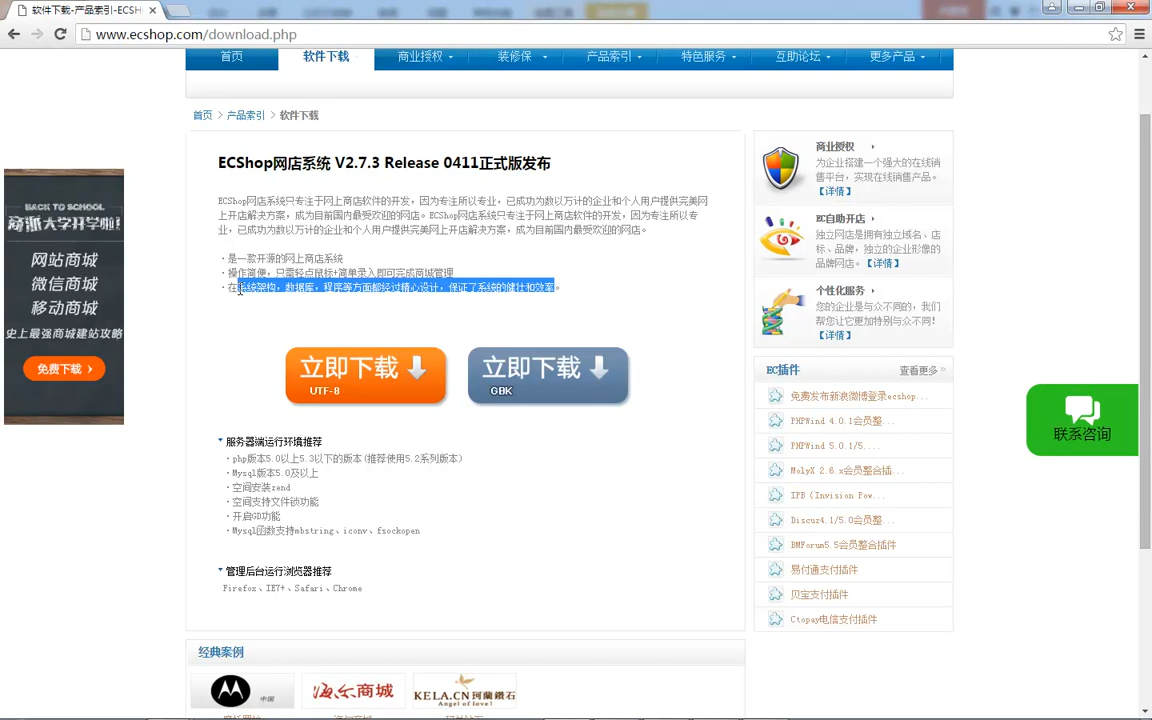 软件下载-产品索引-ECSH
www.ecshop.com/download.php
首页
软件下载
商业授权
装修保
产品索引
特色服务
互助论坛
更多产品
首页 > 产品索引 > 软件下载
BACK TO SCHOOL
商派大学开学啦!
网站商城
微信商城
移动商城
史上最强商城建站攻略
免费下载 ›
ECShop网店系统 V2.7.3 Release 0411正式版发布
ECShop网店系统只专注于网上商店软件的开发，因为专注所以专业，已成功为数以万计的企业和个人用户提供完美网
上开店解决方案，成为目前国内最受欢迎的网店。ECShop网店系统只专注于网上商店软件的开发，因为专注所以专
业，已成功为数以万计的企业和个人用户提供完美网上开店解决方案，成为目前国内最受欢迎的网店。
· 是一款开源的网上商店系统
· 操作简便，只需轻点鼠标+简单录入即可完成商城管理
· 在系统架构，数据库，程序等方面都经过精心设计，保证了系统的健壮和效率。
立即下载
UTF-8
立即下载
GBK
服务器端运行环境推荐
· php版本5.0以上5.3以下的版本(推荐使用5.2系列版本)
· Mysql版本5.0及以上
· 空间安装zend
· 空间支持文件锁功能
· 开启GD功能
· Mysql函数支持mbstring、iconv、fsockopen
管理后台运行浏览器推荐
Firefox、IE7+、Safari、Chrome
经典案例
中国
海尔商城
KELA.CN 珂蘭鑽石
Angel of love!
商业授权
为企业搭建一个强大的在线销
售平台，实现在线销售产品。
【详情】
EC自助开店
独立网店是拥有独立域名、店
标、品牌，独立的企业形像的
品牌网店。【详情】
个性化服务
您的企业是与众不同的，我们
帮您让它更加特别与众不同！
【详情】
EC插件
查看更多»
免费发布新浪微博登录ecshop...
PHPWind 4.0.1会员整...
PHPWind 5.0.1/5....
MolyX 2.6.x会员整合插...
IPB (Invision Pow...
Discuz4.1/5.0会员整...
BMForum5.5会员整合插件
易付通支付插件
贝宝支付插件
Ctopay电信支付插件
联系咨询